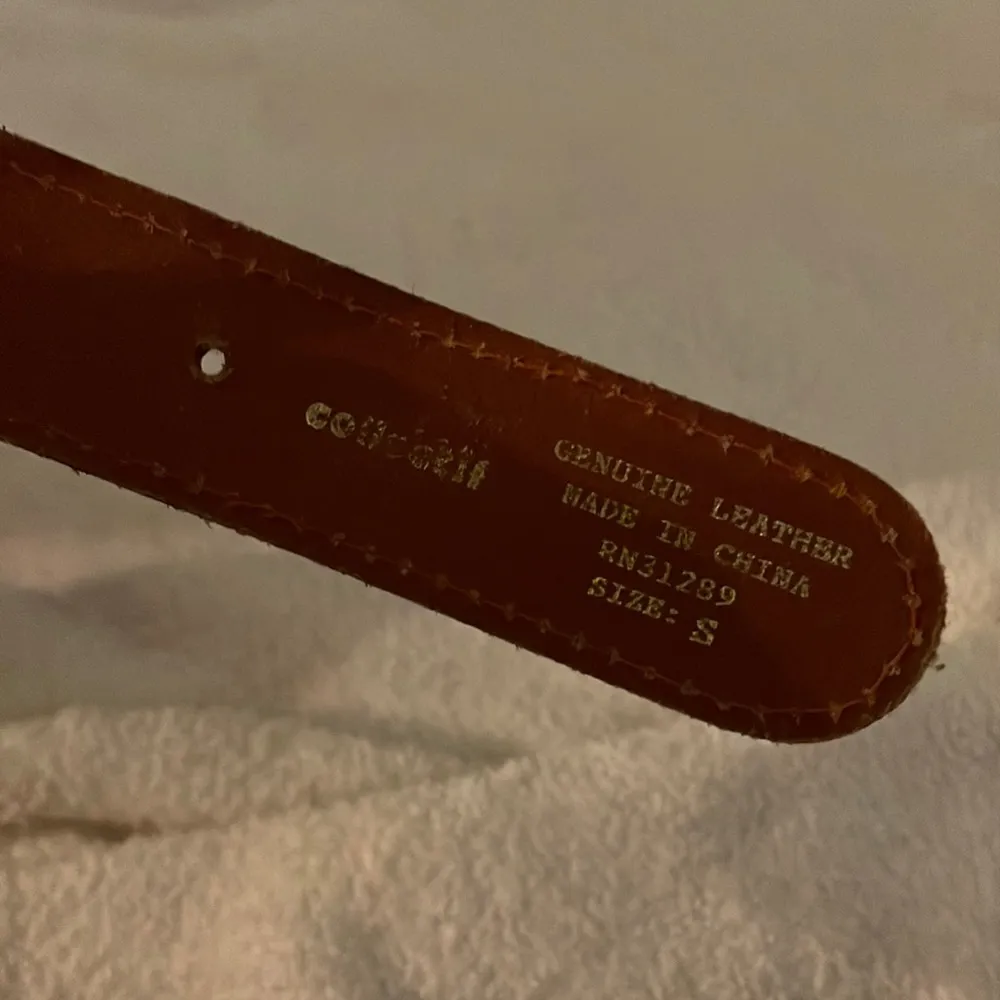 GENUINE LEATHER
MADE IN CHINA
RN31289
SIZE: S